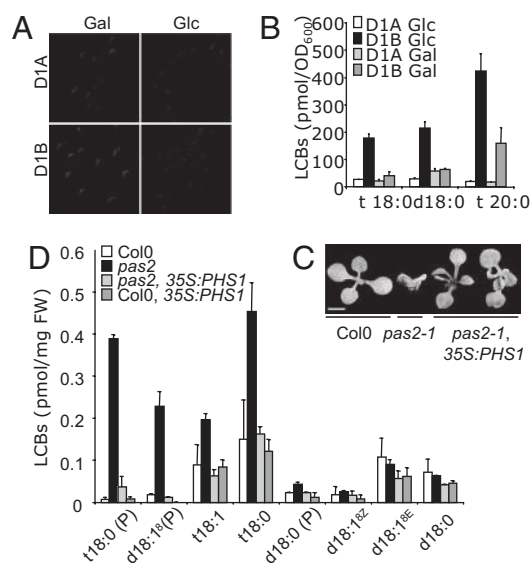 A
Gal Glc
D1A
D1B
B
LCBs (pmol/OD600)
600
500
400
300
200
100
0
D1A Glc
D1B Glc
D1A Gal
D1B Gal
t 18:0 d18:0 t 20:0
D
LCBs (pmol/mg FW)
0.6
0.5
0.4
0.3
0.2
0.1
0
Col0
pas2
pas2, 35S:PHS1
Col0, 35S:PHS1
t18:0 (P) d18:1⁸(P) t18:1 t18:0 d18:0 (P) d18:1⁸ᶻ d18:1⁸ᴱ d18:0
C
Col0 pas2-1 pas2-1,
35S:PHS1